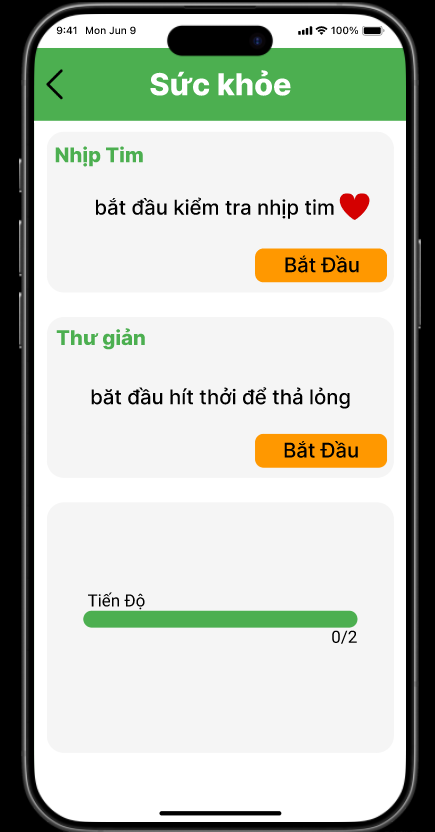 9:41 Mon Jun 9 100%
Sức khỏe
Nhịp Tim
bắt đầu kiểm tra nhịp tim
Bắt Đầu
Thư giản
băt đầu hít thởi để thả lỏng
Bắt Đầu
Tiến Độ
0/2